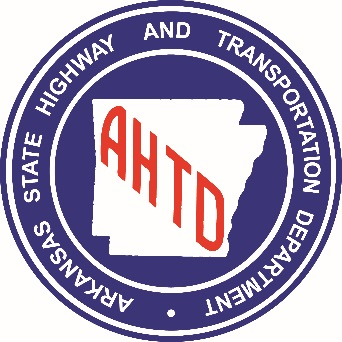 ARKANSAS STATE HIGHWAY AND TRANSPORTATION DEPARTMENT
AHTD